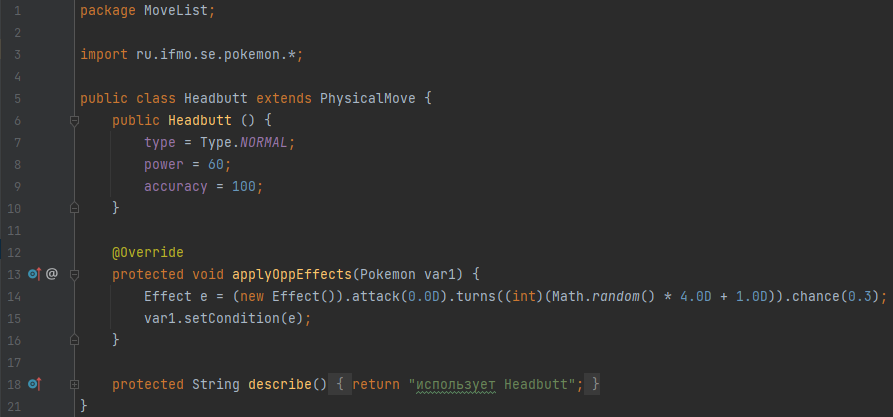 1 package MoveList;
2
3 import ru.ifmo.se.pokemon.*;
4
5 public class Headbutt extends PhysicalMove {
6 public Headbutt () {
7 type = Type.NORMAL;
8 power = 60;
9 accuracy = 100;
10 }
11
12 @Override
13 @ protected void applyOppEffects(Pokemon var1) {
14 Effect e = (new Effect()).attack(0.0D).turns((int)(Math.random() * 4.0D + 1.0D)).chance(0.3);
15 var1.setCondition(e);
16 }
17
18 protected String describe() { return "использует Headbutt"; }
21 }